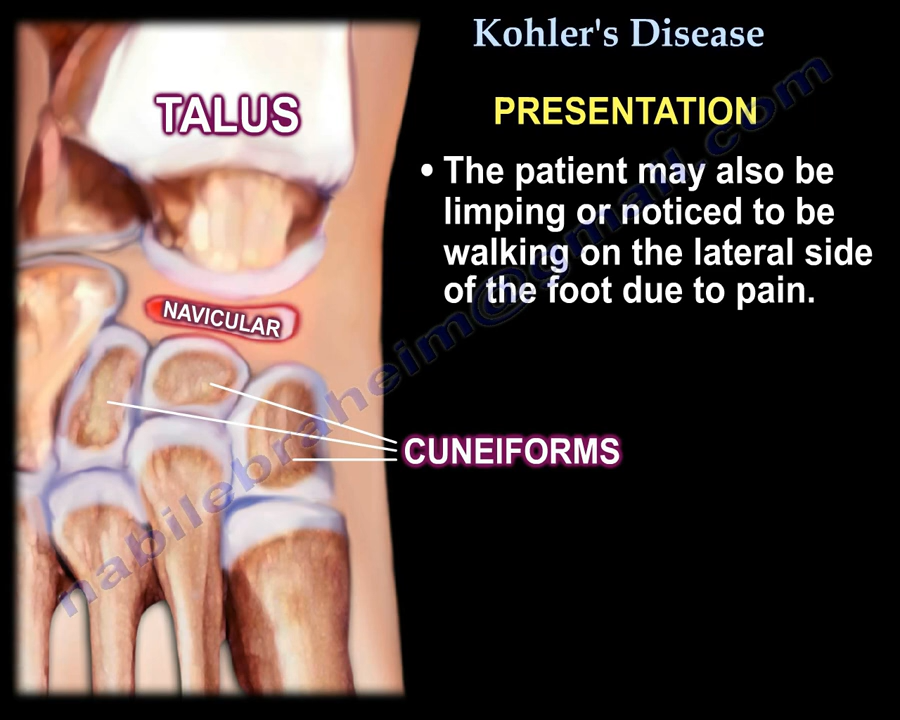 Kohler's Disease
PRESENTATION
• The patient may also be
limping or noticed to be
walking on the lateral side
of the foot due to pain.
TALUS
NAVICULAR
CUNEIFORMS
nabilebraheim@gmail.com